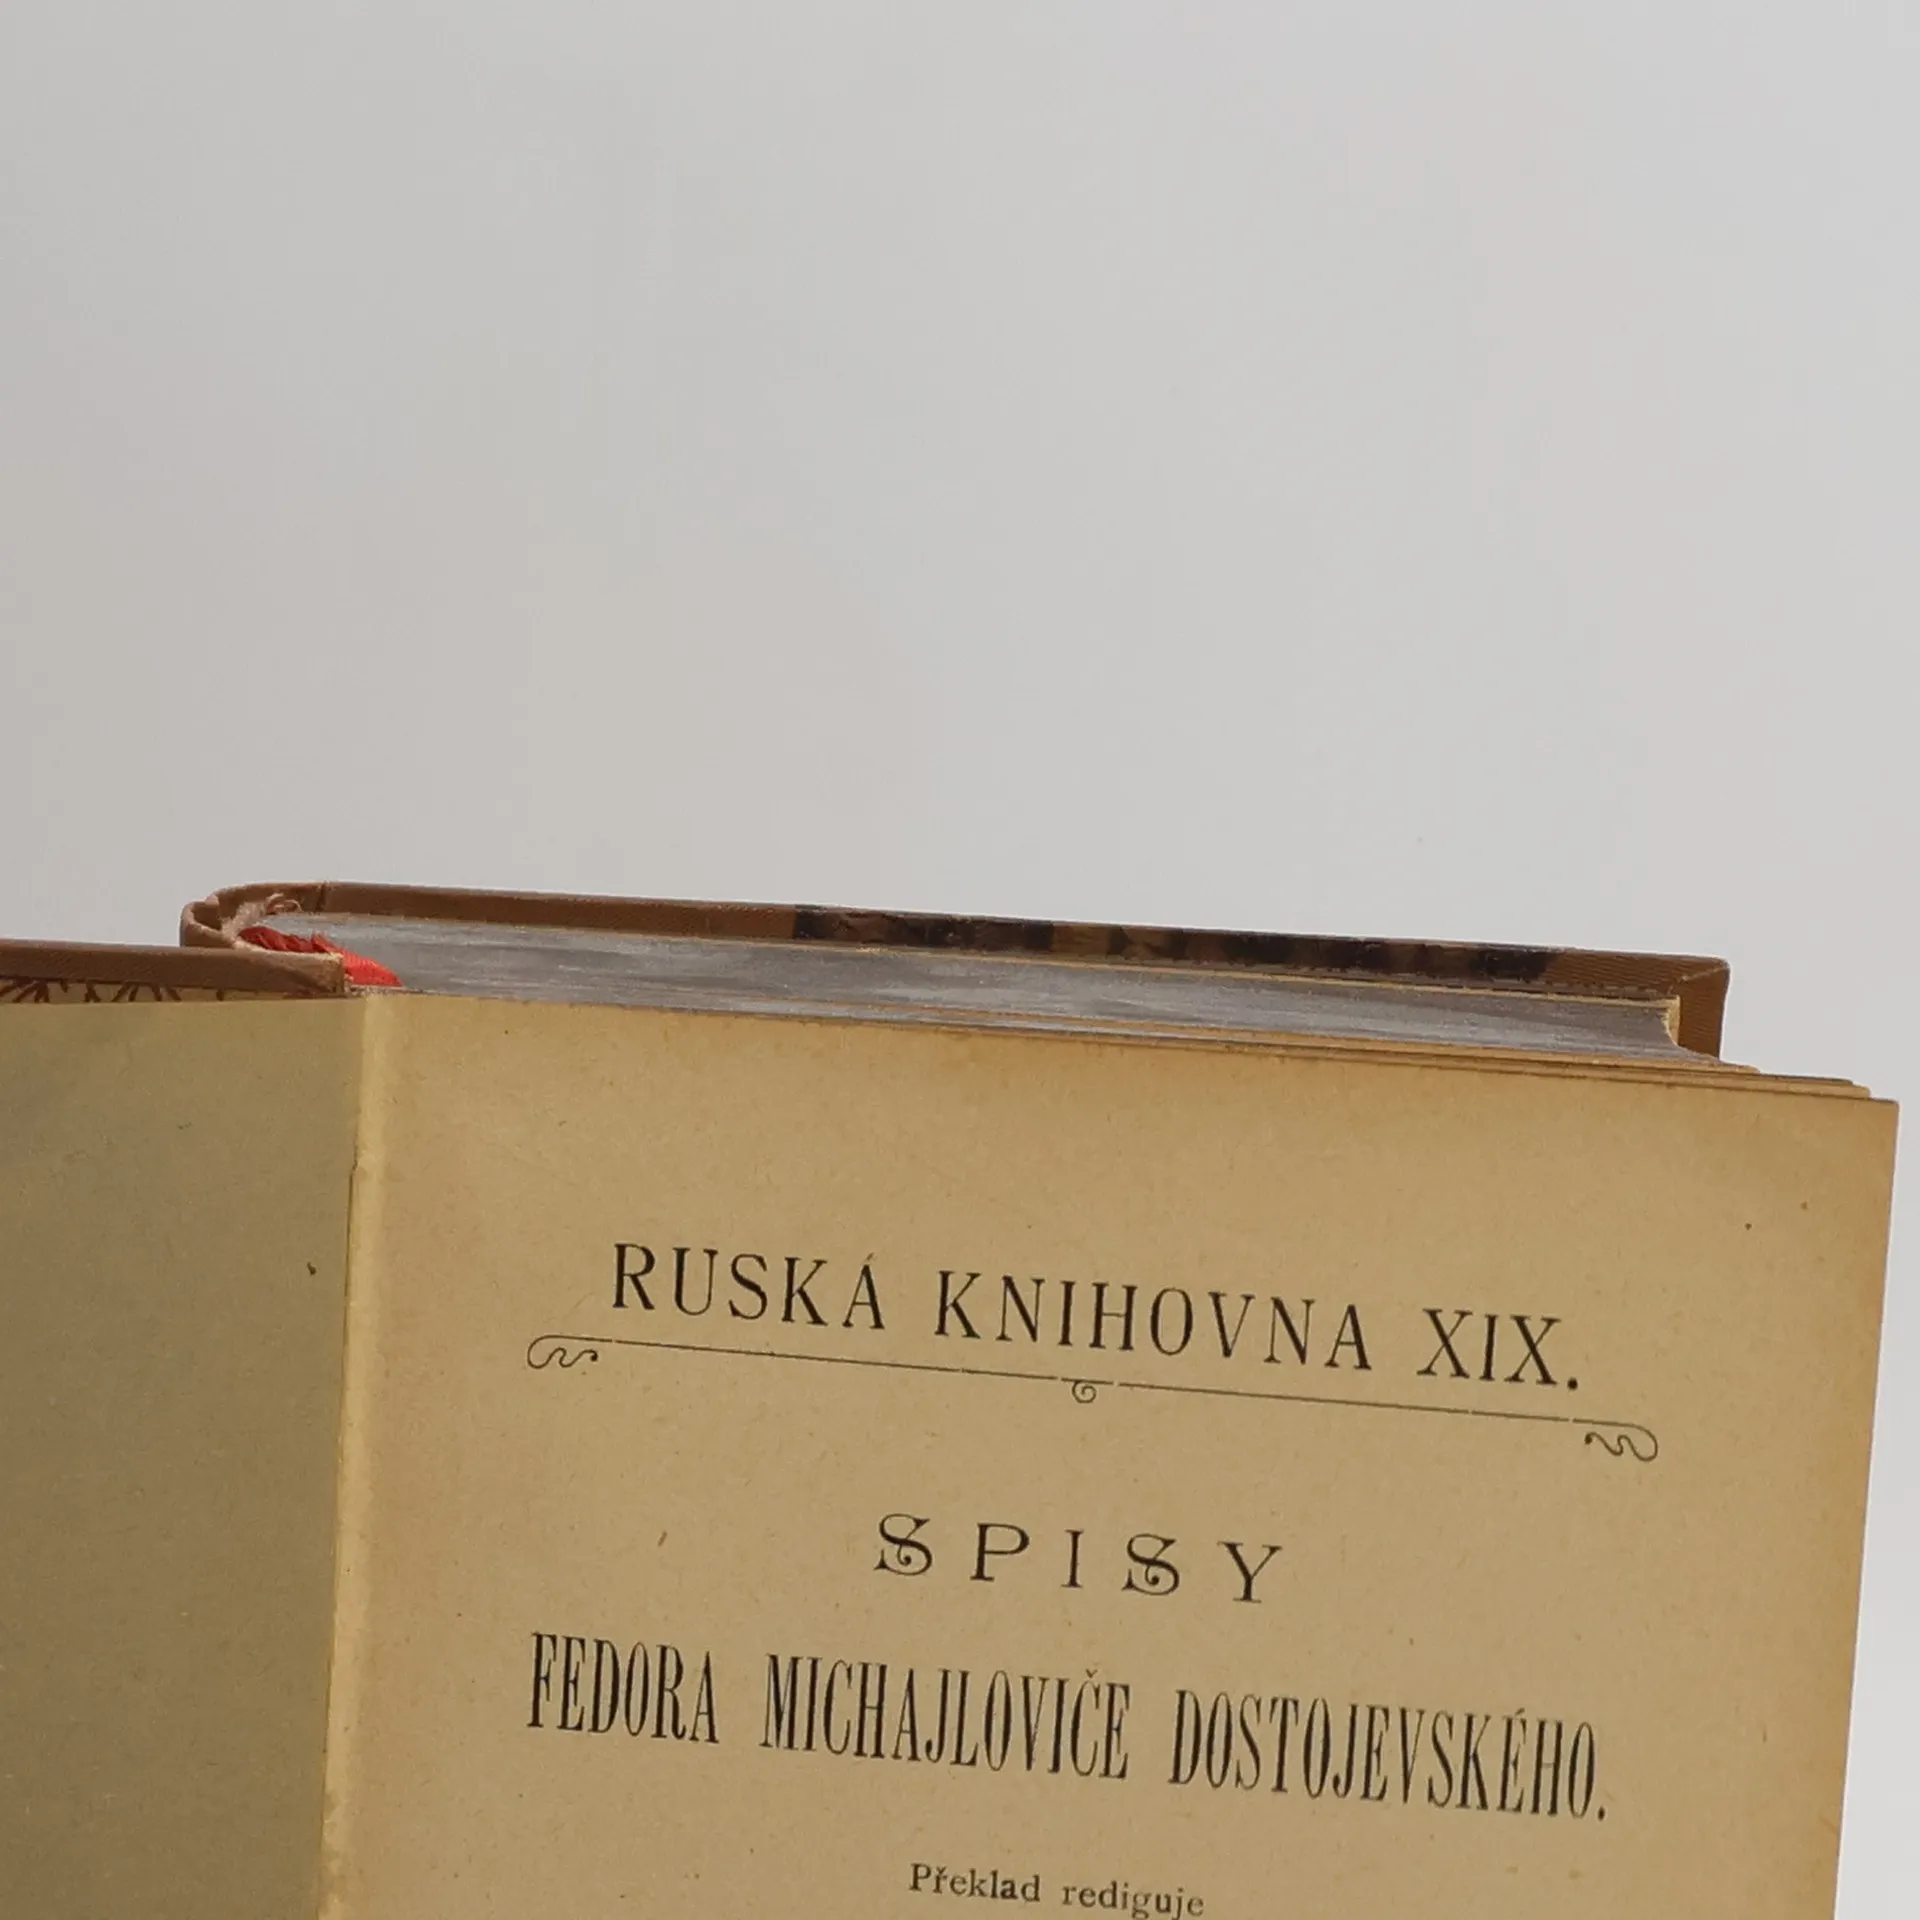 RUSKÁ KNIHOVNA XIX.
SPISY
FEDORA MICHAJLOVIČE DOSTOJEVSKÉHO.
Překlad rediguje